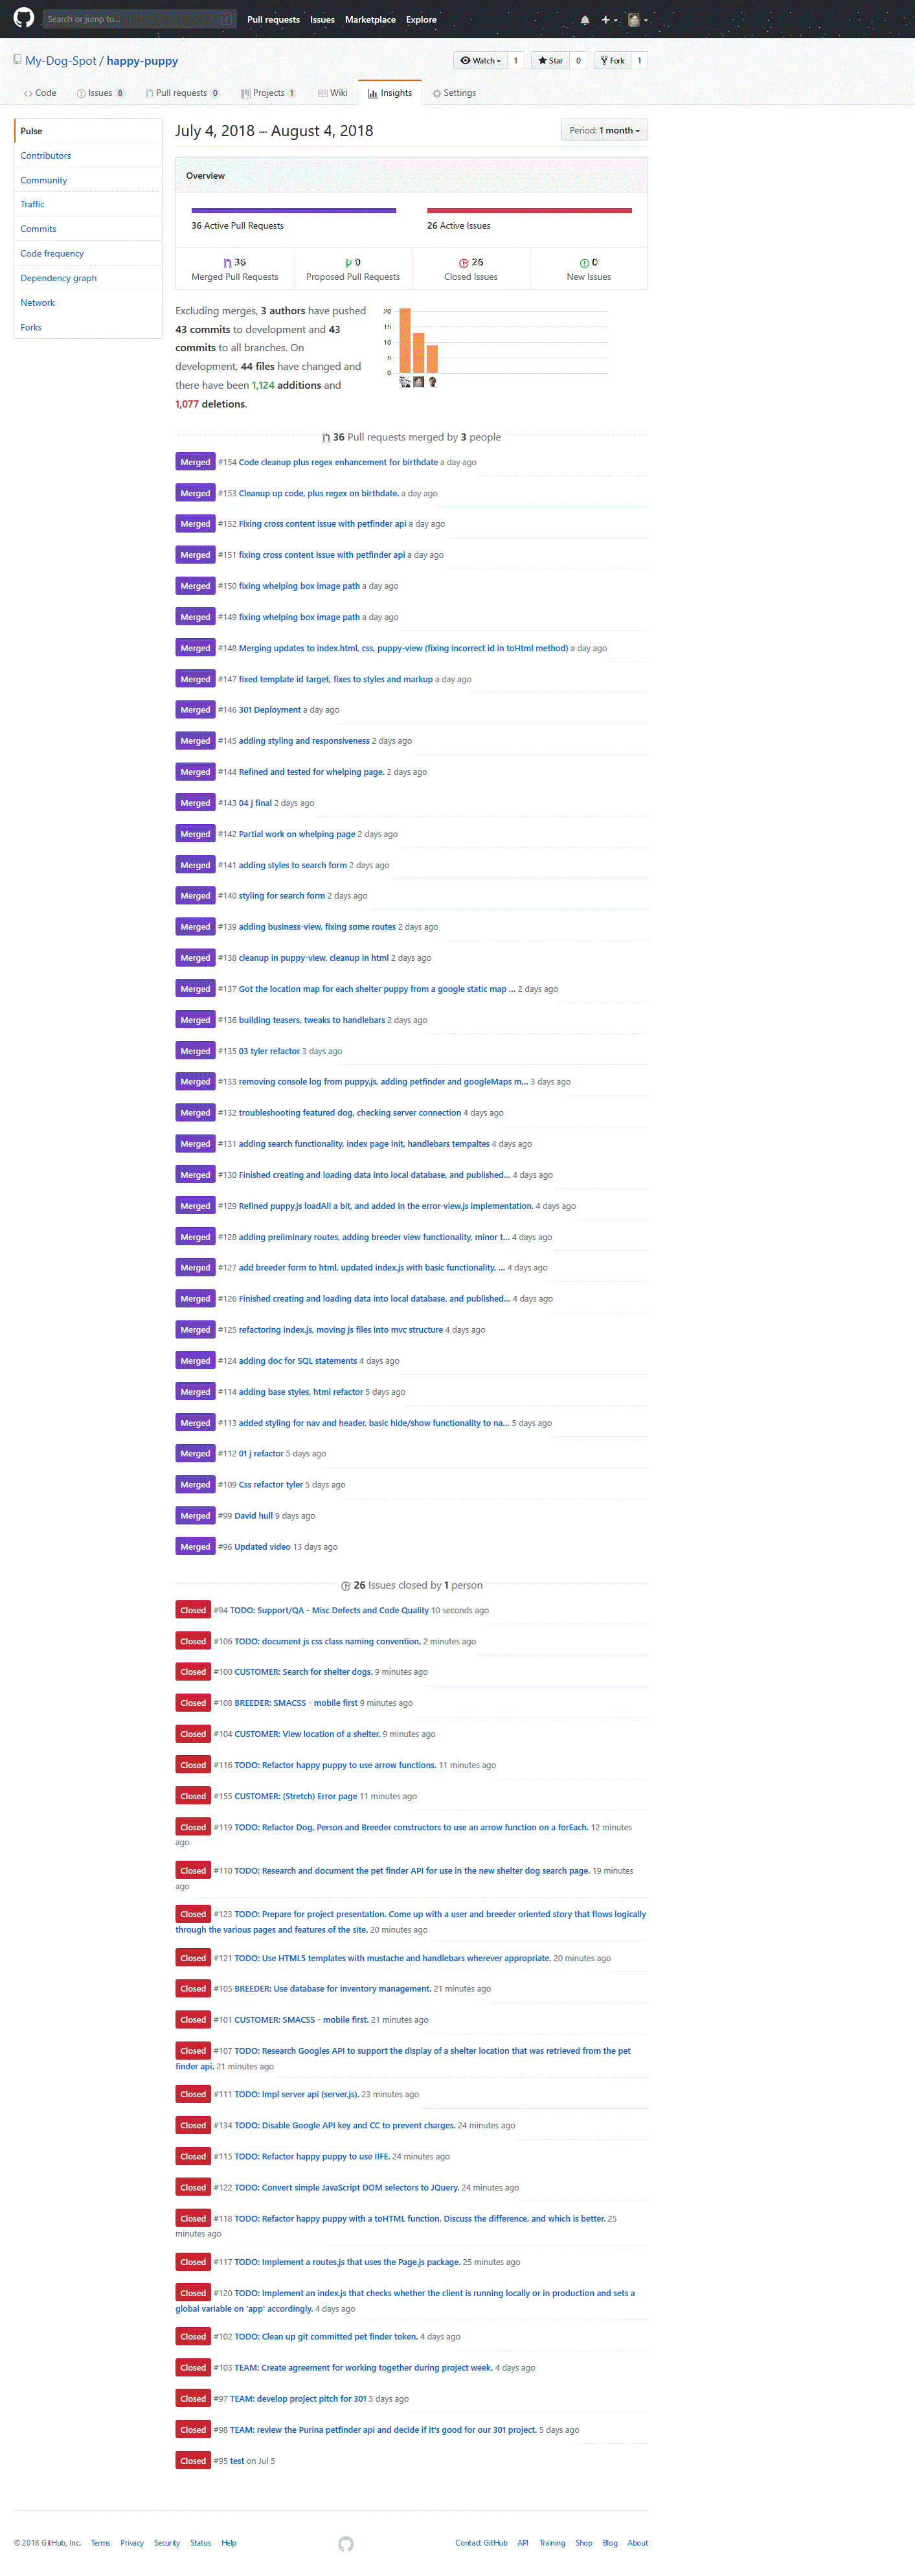 Search or jump to... /
Pull requests Issues Marketplace Explore
My-Dog-Spot / happy-puppy
Watch 1 Star 0 Fork 1
Code Issues 8 Pull requests 0 Projects 1 Wiki Insights Settings
Pulse
Contributors
Community
Traffic
Commits
Code frequency
Dependency graph
Network
Forks
July 4, 2018 – August 4, 2018
Period: 1 month
Overview
36 Active Pull Requests
26 Active Issues
36
Merged Pull Requests
0
Proposed Pull Requests
26
Closed Issues
0
New Issues
Excluding merges, 3 authors have pushed
43 commits to development and 43
commits to all branches. On
development, 44 files have changed and
there have been 1,124 additions and
1,077 deletions.
20
15
10
5
0
36 Pull requests merged by 3 people
Merged #154 Code cleanup plus regex enhancement for birthdate a day ago
Merged #153 Cleanup up code, plus regex on birthdate. a day ago
Merged #152 Fixing cross content issue with petfinder api a day ago
Merged #151 fixing cross content issue with petfinder api a day ago
Merged #150 fixing whelping box image path a day ago
Merged #149 fixing whelping box image path a day ago
Merged #148 Merging updates to index.html, css, puppy-view (fixing incorrect id in toHtml method) a day ago
Merged #147 fixed template id target, fixes to styles and markup a day ago
Merged #146 301 Deployment a day ago
Merged #145 adding styling and responsiveness 2 days ago
Merged #144 Refined and tested for whelping page. 2 days ago
Merged #143 04 j final 2 days ago
Merged #142 Partial work on whelping page 2 days ago
Merged #141 adding styles to search form 2 days ago
Merged #140 styling for search form 2 days ago
Merged #139 adding business-view, fixing some routes 2 days ago
Merged #138 cleanup in puppy-view, cleanup in html 2 days ago
Merged #137 Got the location map for each shelter puppy from a google static map ... 2 days ago
Merged #136 building teasers, tweaks to handlebars 2 days ago
Merged #135 03 tyler refactor 3 days ago
Merged #133 removing console log from puppy.js, adding petfinder and googleMaps m... 3 days ago
Merged #132 troubleshooting featured dog, checking server connection 4 days ago
Merged #131 adding search functionality, index page init, handlebars tempaltes 4 days ago
Merged #130 Finished creating and loading data into local database, and published... 4 days ago
Merged #129 Refined puppy.js loadAll a bit, and added in the error-view.js implementation. 4 days ago
Merged #128 adding preliminary routes, adding breeder view functionality, minor t... 4 days ago
Merged #127 add breeder form to html, updated index.js with basic functionality, ... 4 days ago
Merged #126 Finished creating and loading data into local database, and published... 4 days ago
Merged #125 refactoring index.js, moving js files into mvc structure 4 days ago
Merged #124 adding doc for SQL statements 4 days ago
Merged #114 adding base styles, html refactor 5 days ago
Merged #113 added styling for nav and header, basic hide/show functionality to na... 5 days ago
Merged #112 01 j refactor 5 days ago
Merged #109 Css refactor tyler 5 days ago
Merged #99 David hull 9 days ago
Merged #96 Updated video 13 days ago
26 Issues closed by 1 person
Closed #94 TODO: Support/QA - Misc Defects and Code Quality 10 seconds ago
Closed #106 TODO: document js css class naming convention. 2 minutes ago
Closed #100 CUSTOMER: Search for shelter dogs. 9 minutes ago
Closed #108 BREEDER: SMACSS - mobile first 9 minutes ago
Closed #104 CUSTOMER: View location of a shelter. 9 minutes ago
Closed #116 TODO: Refactor happy puppy to use arrow functions. 11 minutes ago
Closed #155 CUSTOMER: (Stretch) Error page 11 minutes ago
Closed #119 TODO: Refactor Dog, Person and Breeder constructors to use an arrow function on a forEach. 12 minutes
ago
Closed #110 TODO: Research and document the pet finder API for use in the new shelter dog search page. 19 minutes
ago
Closed #123 TODO: Prepare for project presentation. Come up with a user and breeder oriented story that flows logically
through the various pages and features of the site. 20 minutes ago
Closed #121 TODO: Use HTML5 templates with mustache and handlebars wherever appropriate. 20 minutes ago
Closed #105 BREEDER: Use database for inventory management. 21 minutes ago
Closed #101 CUSTOMER: SMACSS - mobile first. 21 minutes ago
Closed #107 TODO: Research Googles API to support the display of a shelter location that was retrieved from the pet
finder api. 21 minutes ago
Closed #111 TODO: Impl server api (server.js). 23 minutes ago
Closed #134 TODO: Disable Google API key and CC to prevent charges. 24 minutes ago
Closed #115 TODO: Refactor happy puppy to use IIFE. 24 minutes ago
Closed #122 TODO: Convert simple JavaScript DOM selectors to JQuery. 24 minutes ago
Closed #118 TODO: Refactor happy puppy with a toHTML function. Discuss the difference, and which is better. 25
minutes ago
Closed #117 TODO: Implement a routes.js that uses the Page.js package. 25 minutes ago
Closed #120 TODO: Implement an index.js that checks whether the client is running locally or in production and sets a
global variable on 'app' accordingly. 4 days ago
Closed #102 TODO: Clean up git committed pet finder token. 4 days ago
Closed #103 TEAM: Create agreement for working together during project week. 4 days ago
Closed #97 TEAM: develop project pitch for 301 5 days ago
Closed #98 TEAM: review the Purina petfinder api and decide if it's good for our 301 project. 5 days ago
Closed #95 test on Jul 5
© 2018 GitHub, Inc. Terms Privacy Security Status Help
Contact GitHub API Training Shop Blog About